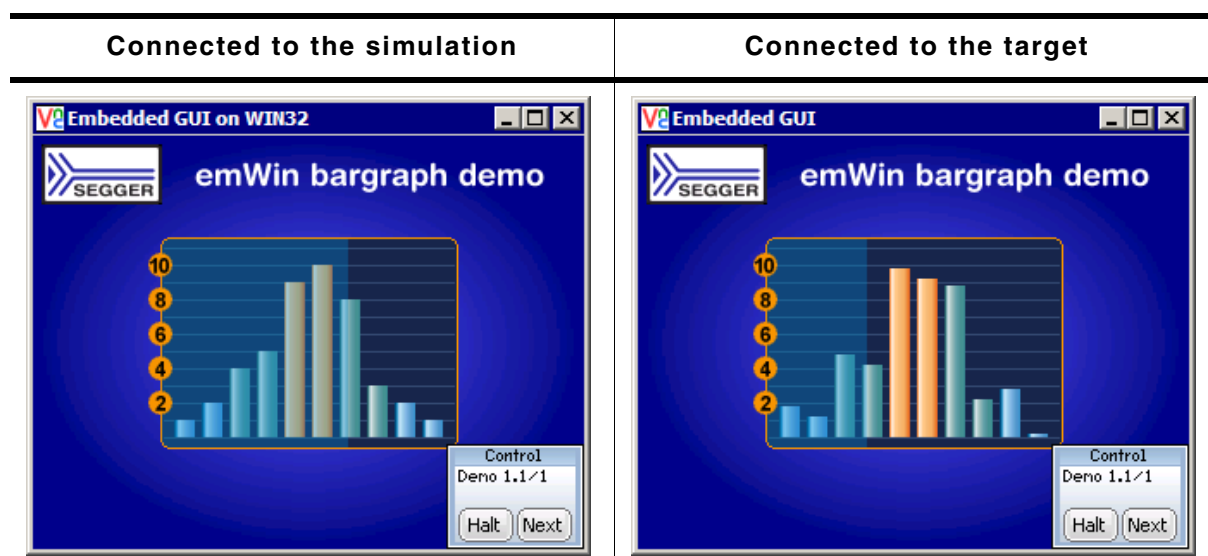 Connected to the simulation
Connected to the target
Embedded GUI on WIN32
SEGGER
emWin bargraph demo
10
8
6
4
2
Control
Demo 1.1/1
Halt Next
Embedded GUI
SEGGER
emWin bargraph demo
10
8
6
4
2
Control
Demo 1.1/1
Halt Next